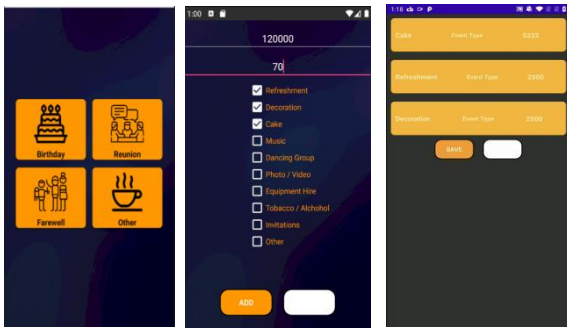 Birthday
Reunion
Farewell
Other
1:00
120000
70
Refreshment
Decoration
Cake
Music
Dancing Group
Photo / Video
Equipment Hire
Tobacco / Alchohol
Invitations
Other
ADD
1:18 cb P
Cake Event Type 5333
Refreshment Event Type 2500
Decoration Event Type 2500
SAVE